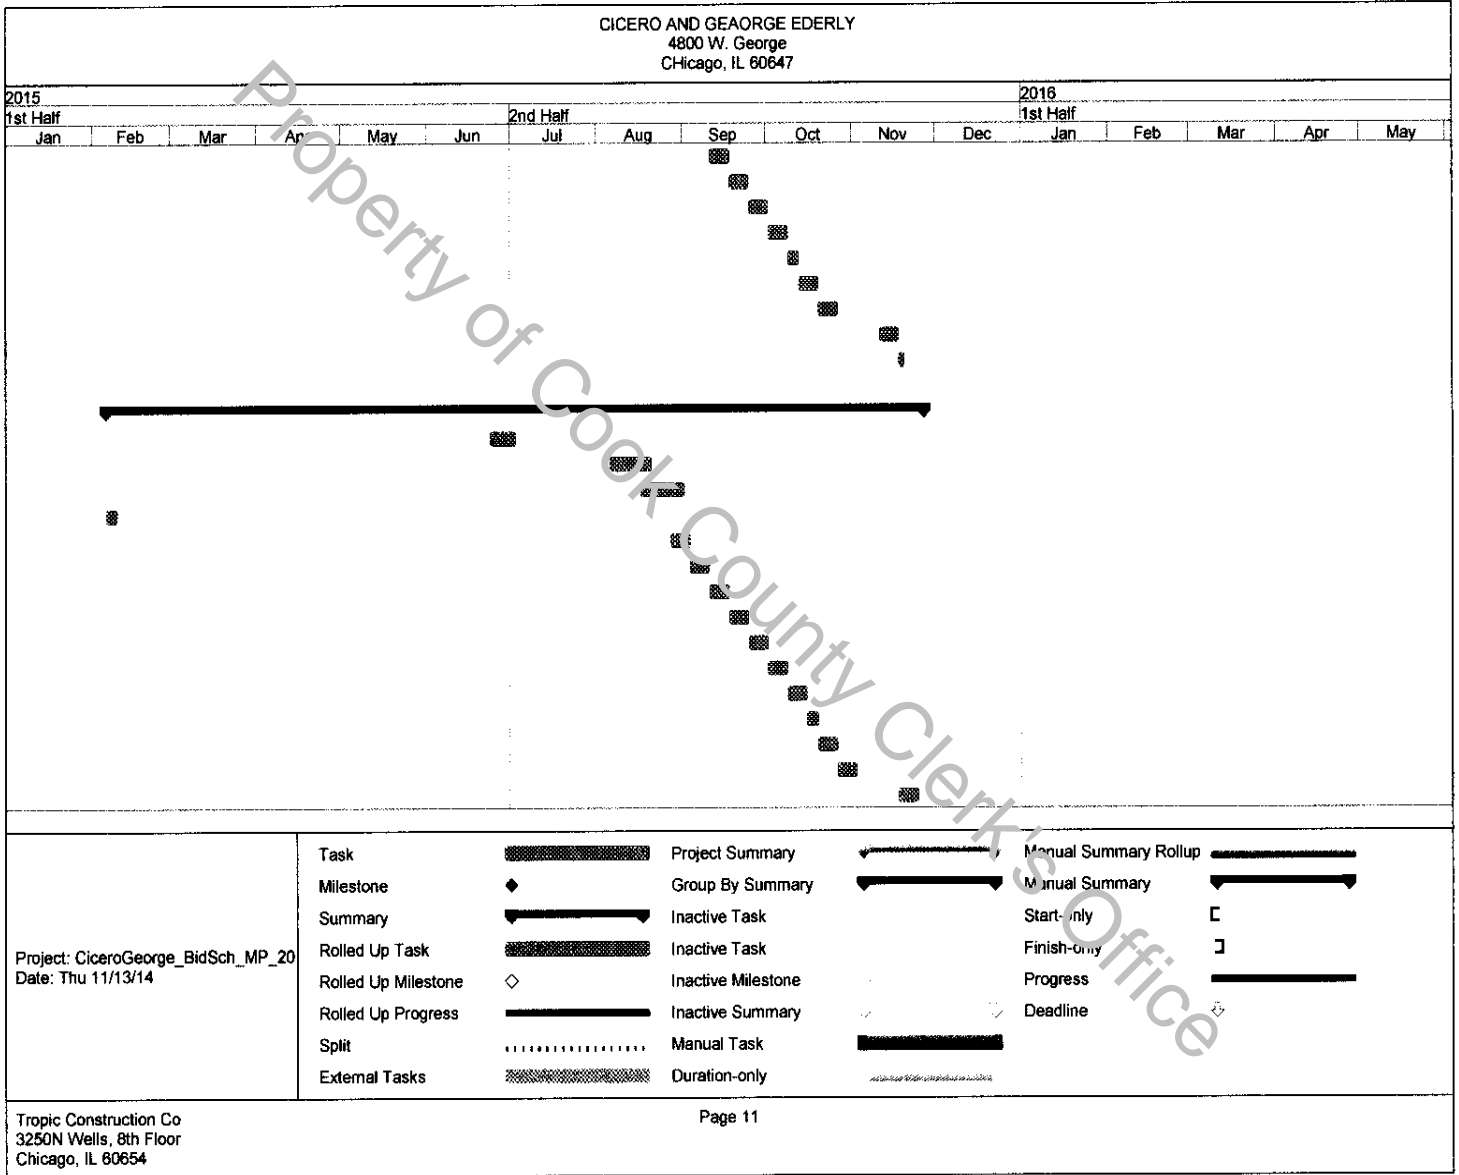 CICERO AND GEAORGE EDERLY
4800 W. George
CHicago, IL 60647
2015 2016
1st Half 2nd Half 1st Half
Jan Feb Mar Apr May Jun Jul Aug Sep Oct Nov Dec Jan Feb Mar Apr May
Property of Cook County Clerk's Office
Task Project Summary Manual Summary Rollup
Milestone Group By Summary Manual Summary
Summary Inactive Task Start-only
Rolled Up Task Inactive Task Finish-only
Rolled Up Milestone Inactive Milestone Progress
Rolled Up Progress Inactive Summary Deadline
Split Manual Task
External Tasks Duration-only
Project: CiceroGeorge_BidSch_MP_20
Date: Thu 11/13/14
Tropic Construction Co
3250N Wells, 8th Floor
Chicago, IL 60654
Page 11